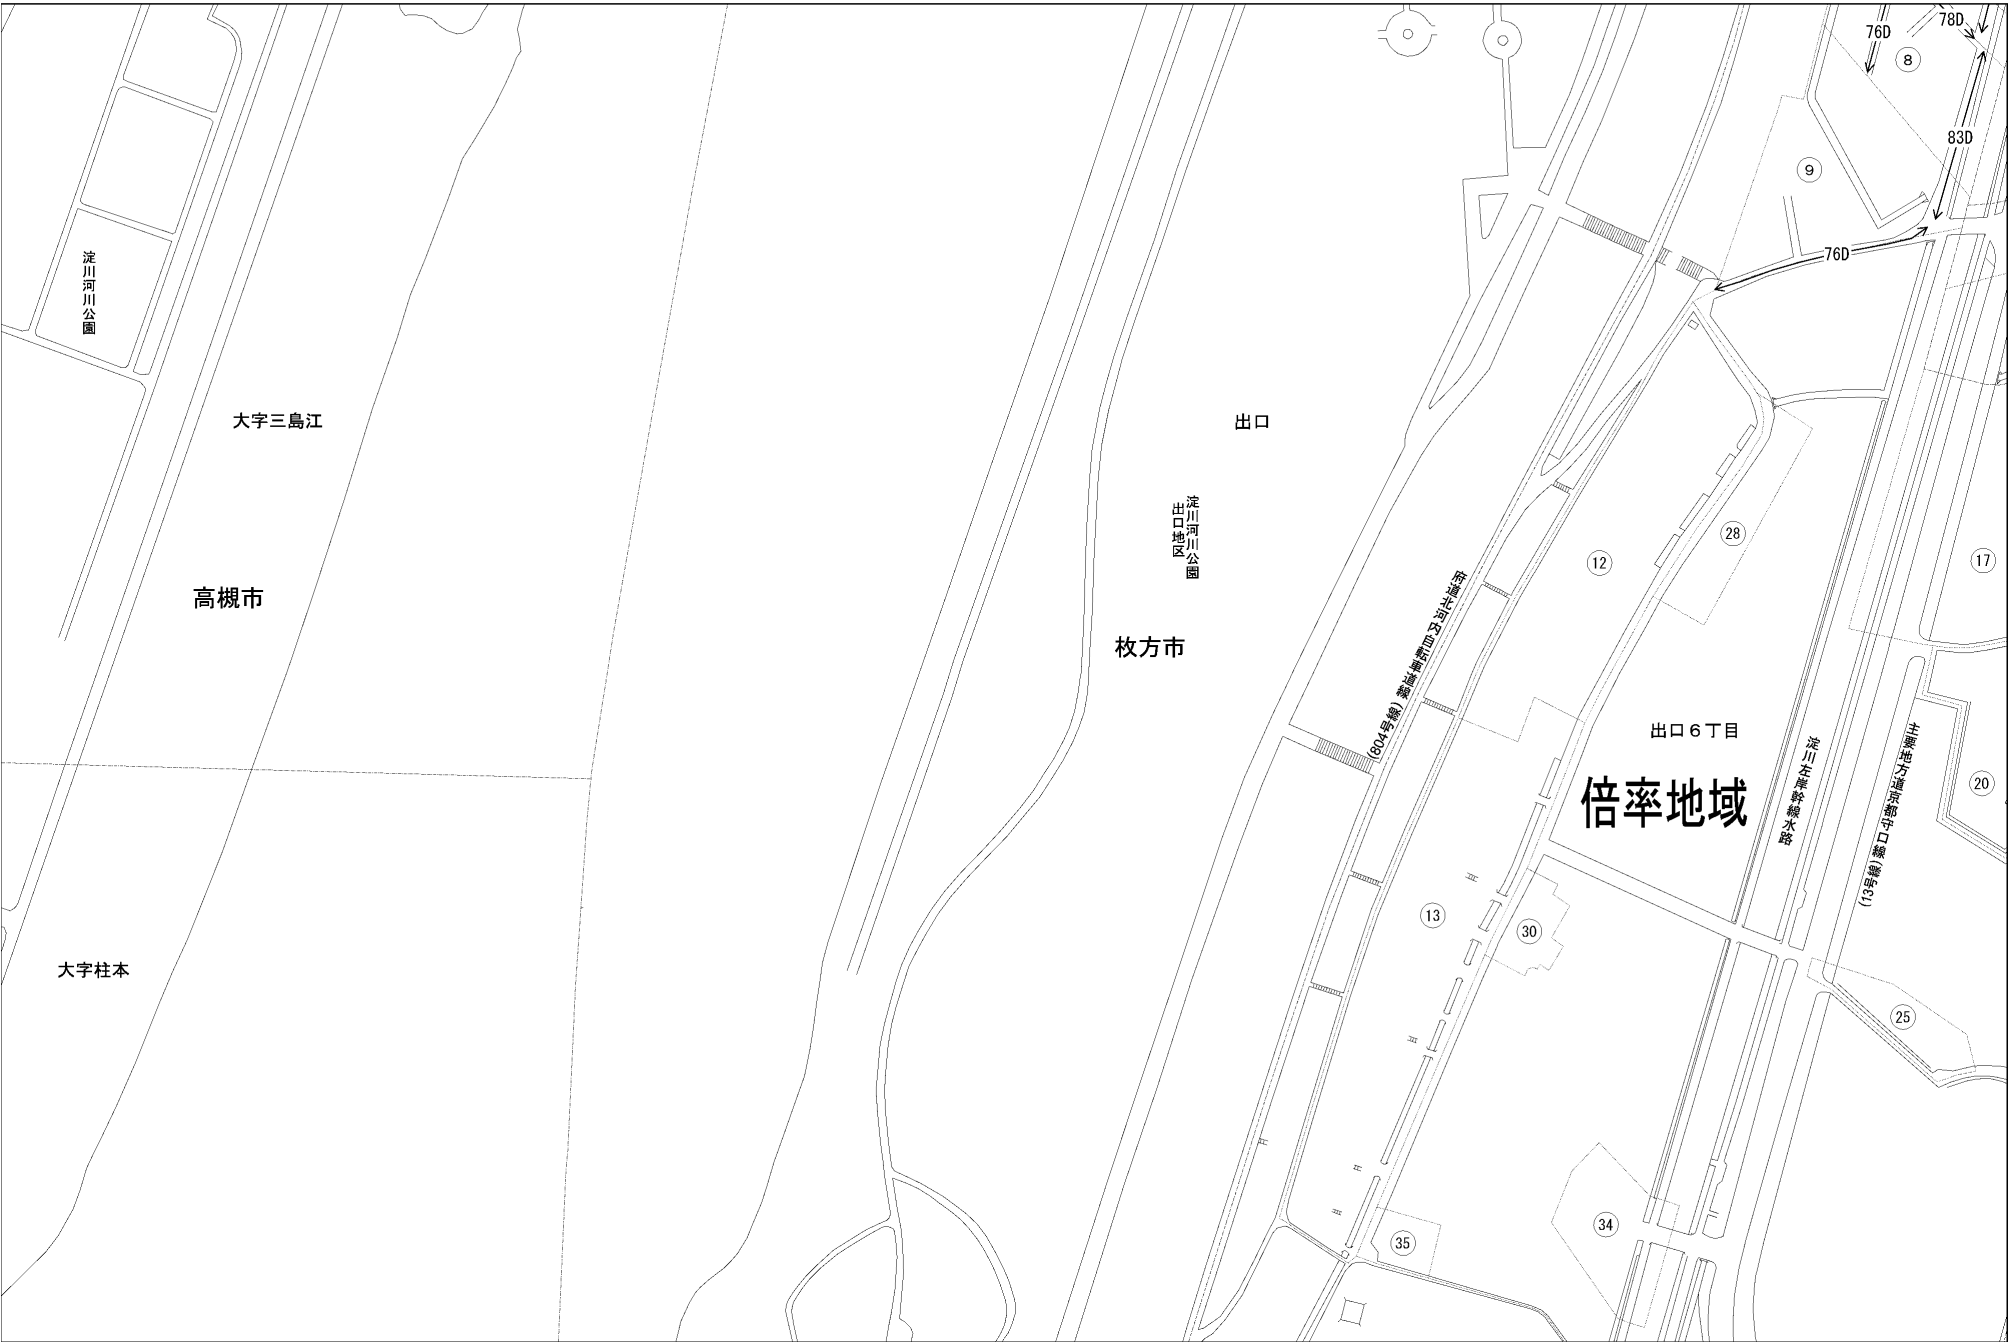 78D
76D
8
83D
9
76D
淀川河川公園
大字三島江
出口
淀川河川公園
出口地区
28
12
17
高槻市
府道北河内自転車道線(804号線)
枚方市
出口6丁目
淀川左岸幹線水路
主要地方道京都守口線(13号線)
20
倍率地域
13
30
大字柱本
25
34
35